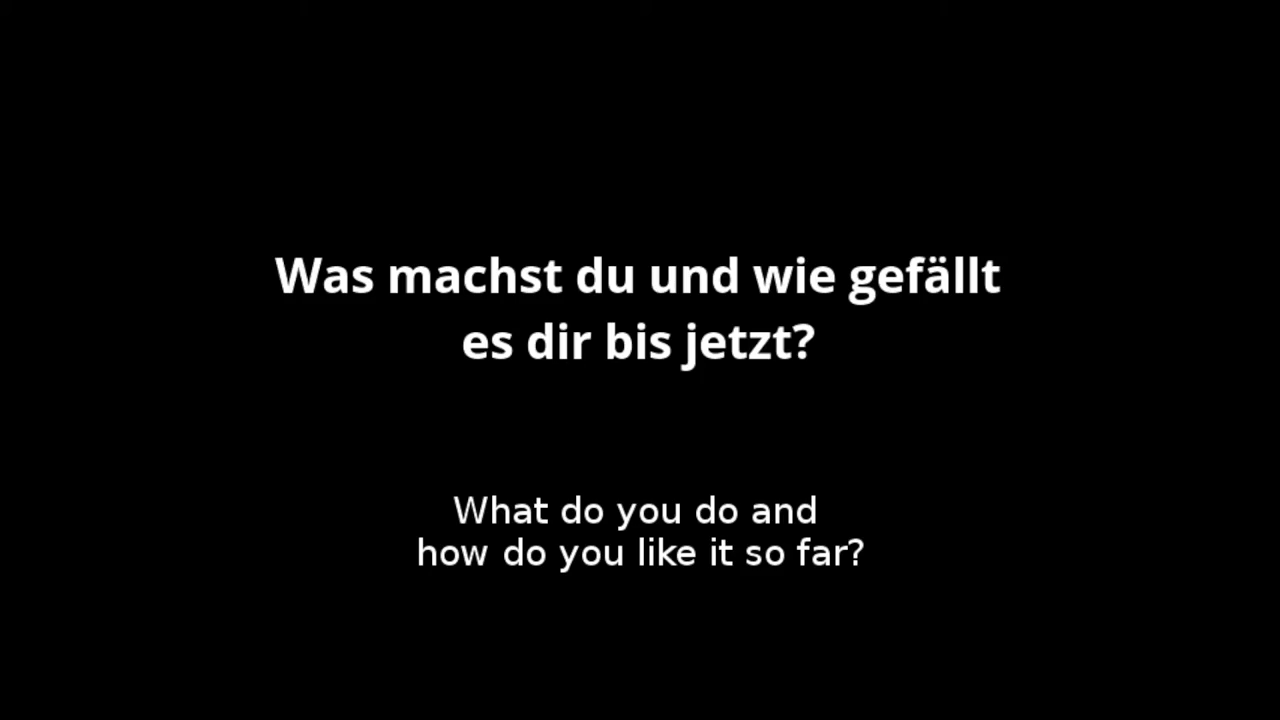 Was machst du und wie gefällt
es dir bis jetzt?
What do you do and
how do you like it so far?